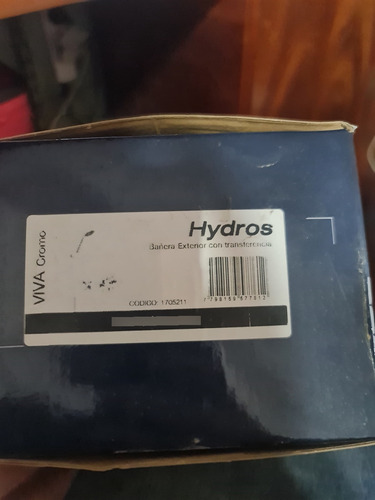 Hydros
Bañera Exterior con transferencia
VIVA Cromo
CODIGO: 1705211